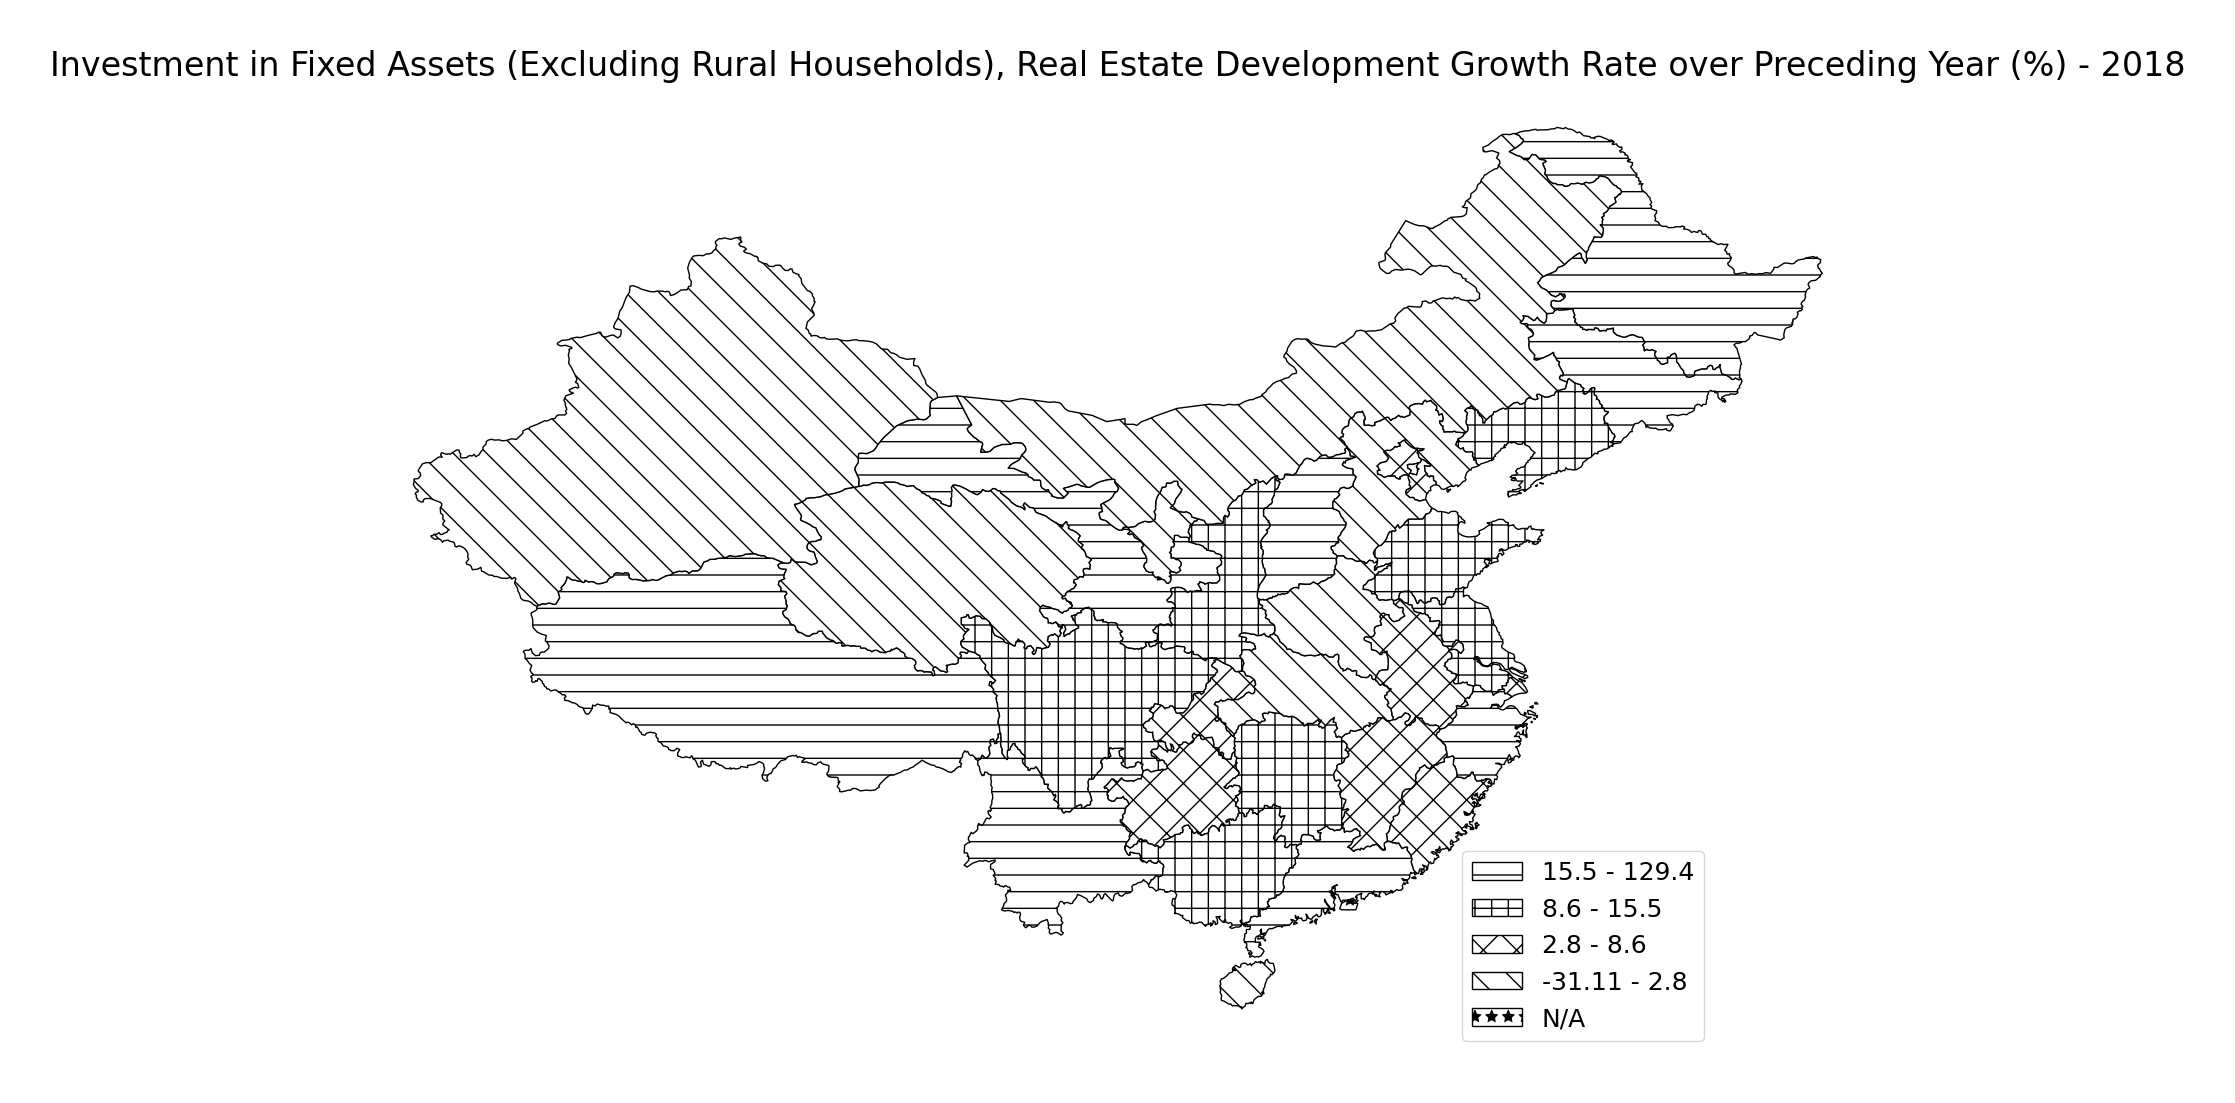 Investment in Fixed Assets (Excluding Rural Households), Real Estate Development Growth Rate over Preceding Year (%) - 2018
15.5 - 129.4
8.6 - 15.5
2.8 - 8.6
-31.11 - 2.8
N/A